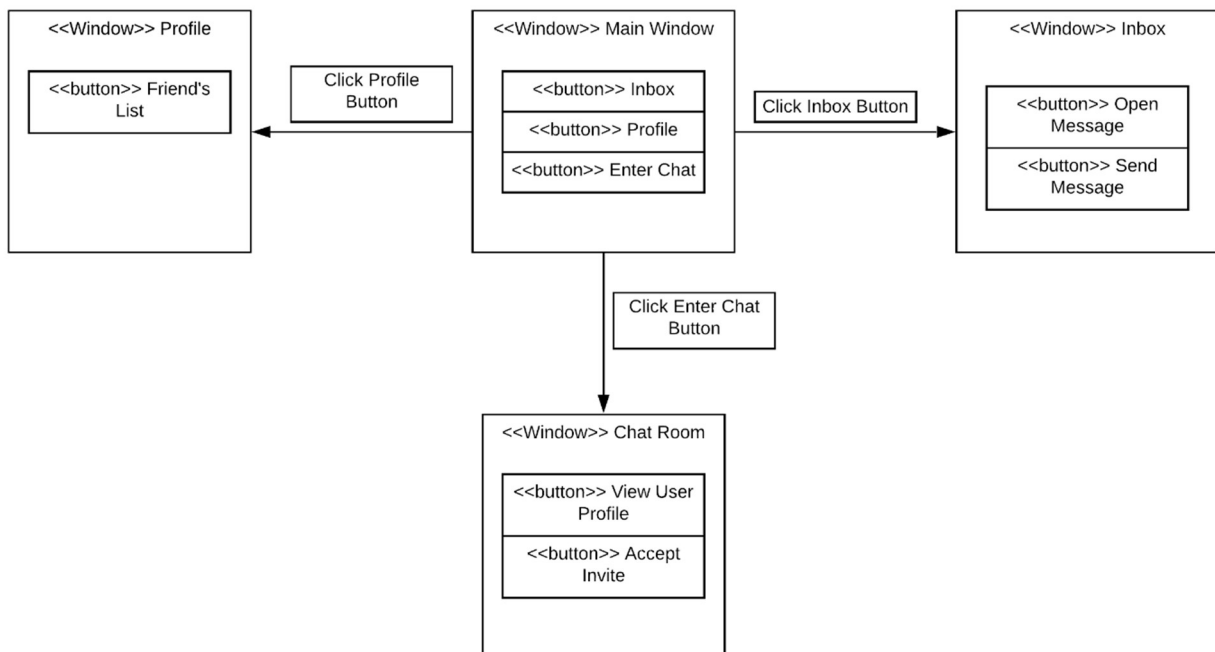 <<Window>> Profile
<<button>> Friend's
List
Click Profile
Button
<<Window>> Main Window
<<button>> Inbox
<<button>> Profile
<<button>> Enter Chat
Click Inbox Button
<<Window>> Inbox
<<button>> Open
Message
<<button>> Send
Message
Click Enter Chat
Button
<<Window>> Chat Room
<<button>> View User
Profile
<<button>> Accept
Invite